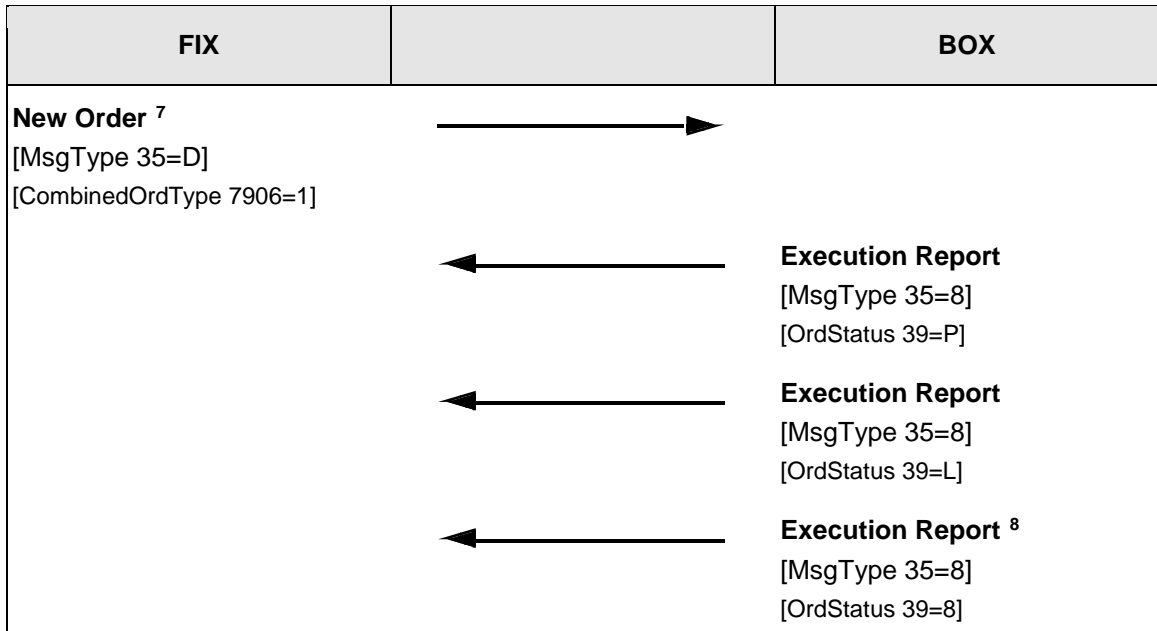 FIX
BOX
New Order 7
[MsgType 35=D]
[CombinedOrdType 7906=1]
Execution Report
[MsgType 35=8]
[OrdStatus 39=P]
Execution Report
[MsgType 35=8]
[OrdStatus 39=L]
Execution Report 8
[MsgType 35=8]
[OrdStatus 39=8]